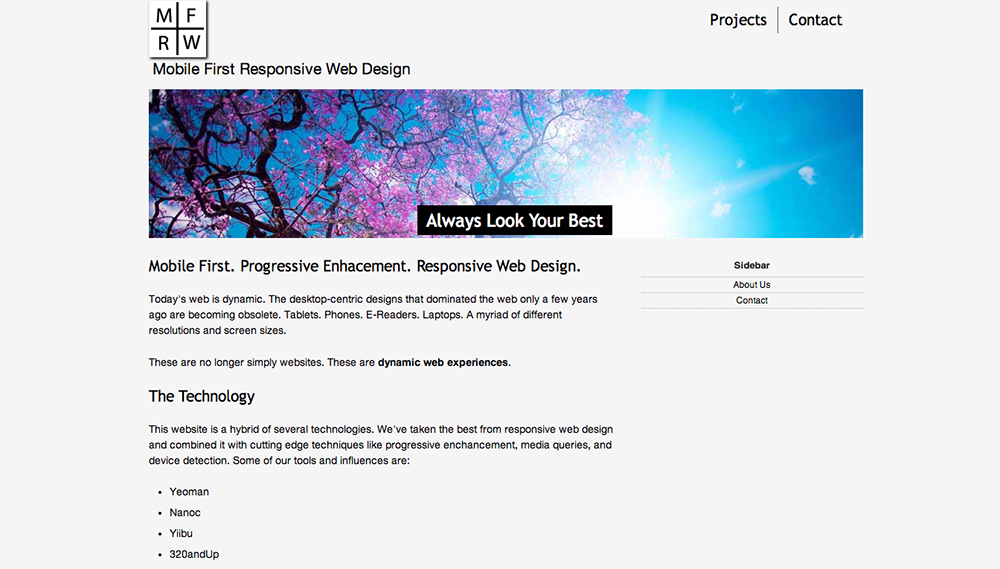 M F
R W
Projects Contact
Mobile First Responsive Web Design
Always Look Your Best
Mobile First. Progressive Enhacement. Responsive Web Design.
Today's web is dynamic. The desktop-centric designs that dominated the web only a few years
ago are becoming obsolete. Tablets. Phones. E-Readers. Laptops. A myriad of different
resolutions and screen sizes.
These are no longer simply websites. These are dynamic web experiences.
The Technology
This website is a hybrid of several technologies. We've taken the best from responsive web design
and combined it with cutting edge techniques like progressive enchancement, media queries, and
device detection. Some of our tools and influences are:
• Yeoman
• Nanoc
• Yiibu
• 320andUp
Sidebar
About Us
Contact